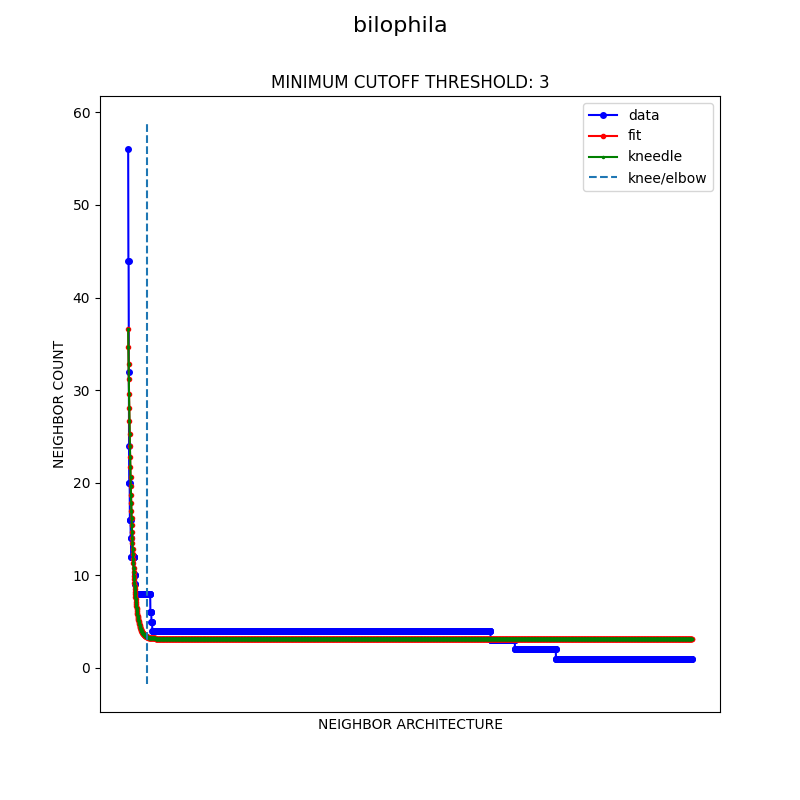 bilophila
MINIMUM CUTOFF THRESHOLD: 3
data
fit
kneedle
knee/elbow
60
50
40
30
20
10
0
NEIGHBOR COUNT
NEIGHBOR ARCHITECTURE